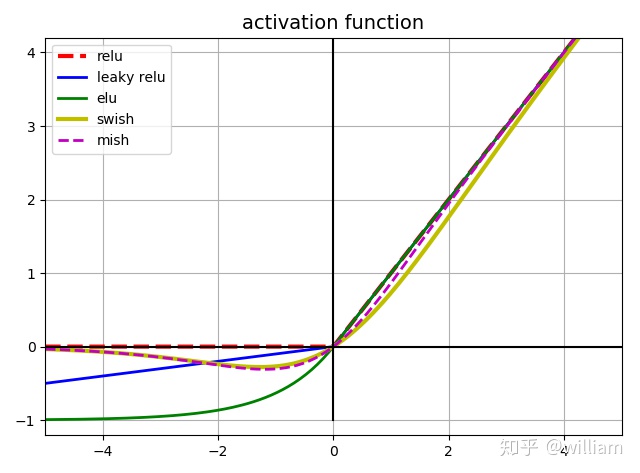 activation function
relu
leaky relu
elu
swish
mish
4
3
2
1
0
−1
−4
−2
0
2
4
知乎 @william